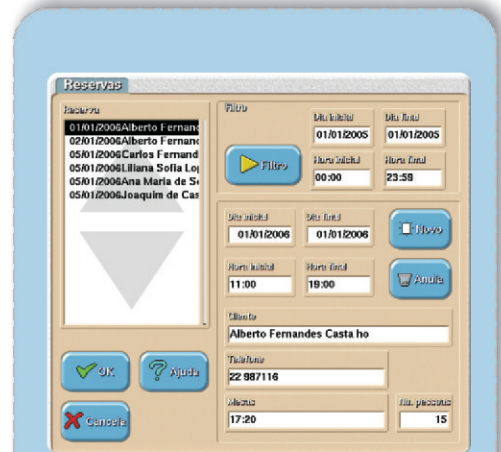 Reservas
Reserva
01/01/2006Alberto Fernand
02/01/2006Alberto Fernand
05/01/2006Carlos Fernand
05/01/2006Liliana Sofia Lop
05/01/2006Ana Maria de So
05/01/2006Joaquim de Cas
OK
Ajuda
Cancela
Filtro
Dia inicial Dia final
01/01/2005 01/01/2005
Filtro
Hora inicial Hora final
00:00 23:59
Dia inicial Dia final
01/01/2006 01/01/2006
Novo
Hora inicial Hora final
11:00 19:00
Anula
Cliente
Alberto Fernandes Casta ho
Telefone
22 987116
Mesas Nu. pessoas
17:20 15